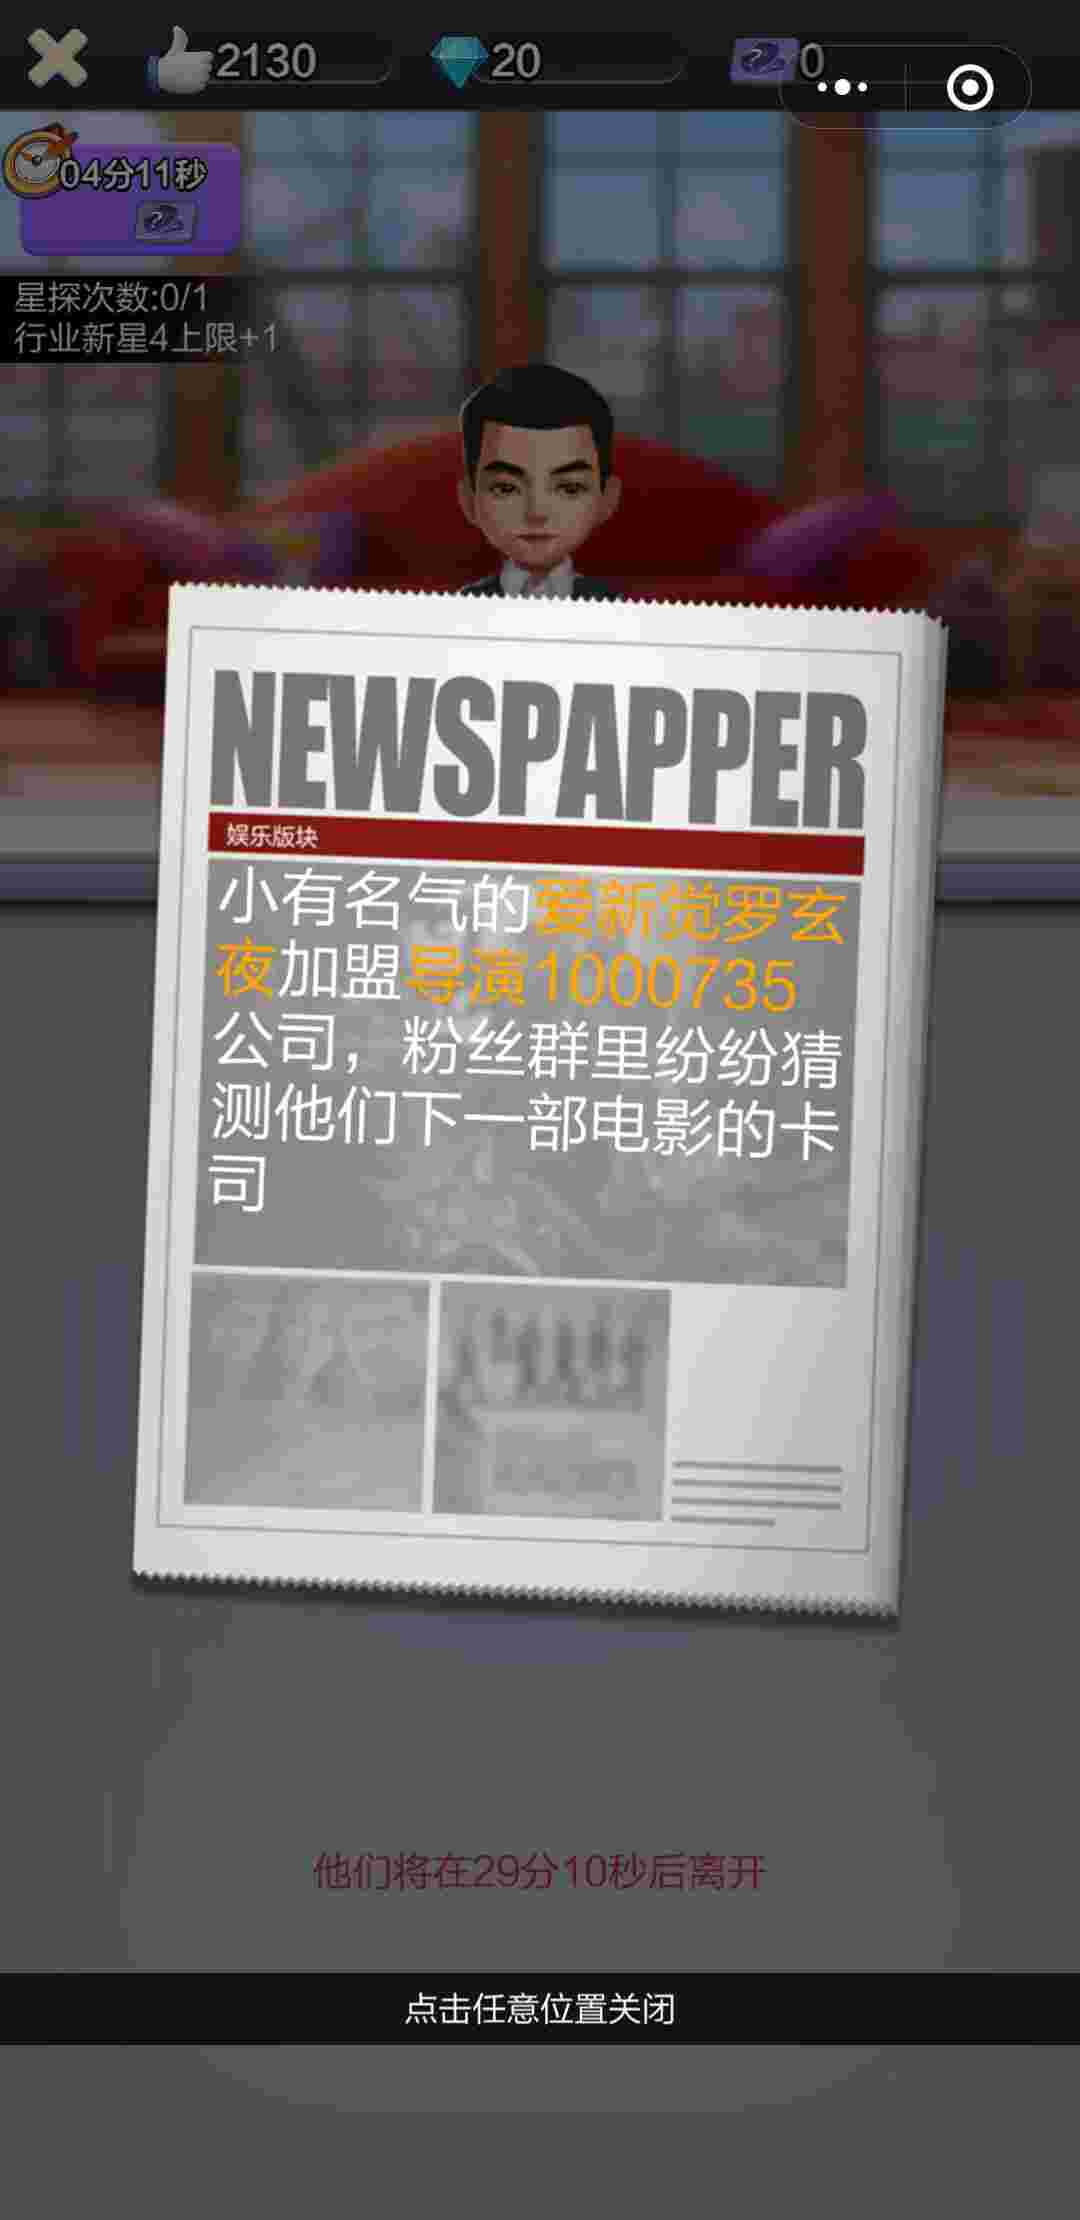 2130
20
0
04分11秒
星探次数:0/1
行业新星4上限+1
NEWSPAPPER
娱乐版块
小有名气的爱新觉罗玄
夜加盟导演1000735
公司，粉丝群里纷纷猜
测他们下一部电影的卡
司
他们将在29分10秒后离开
点击任意位置关闭